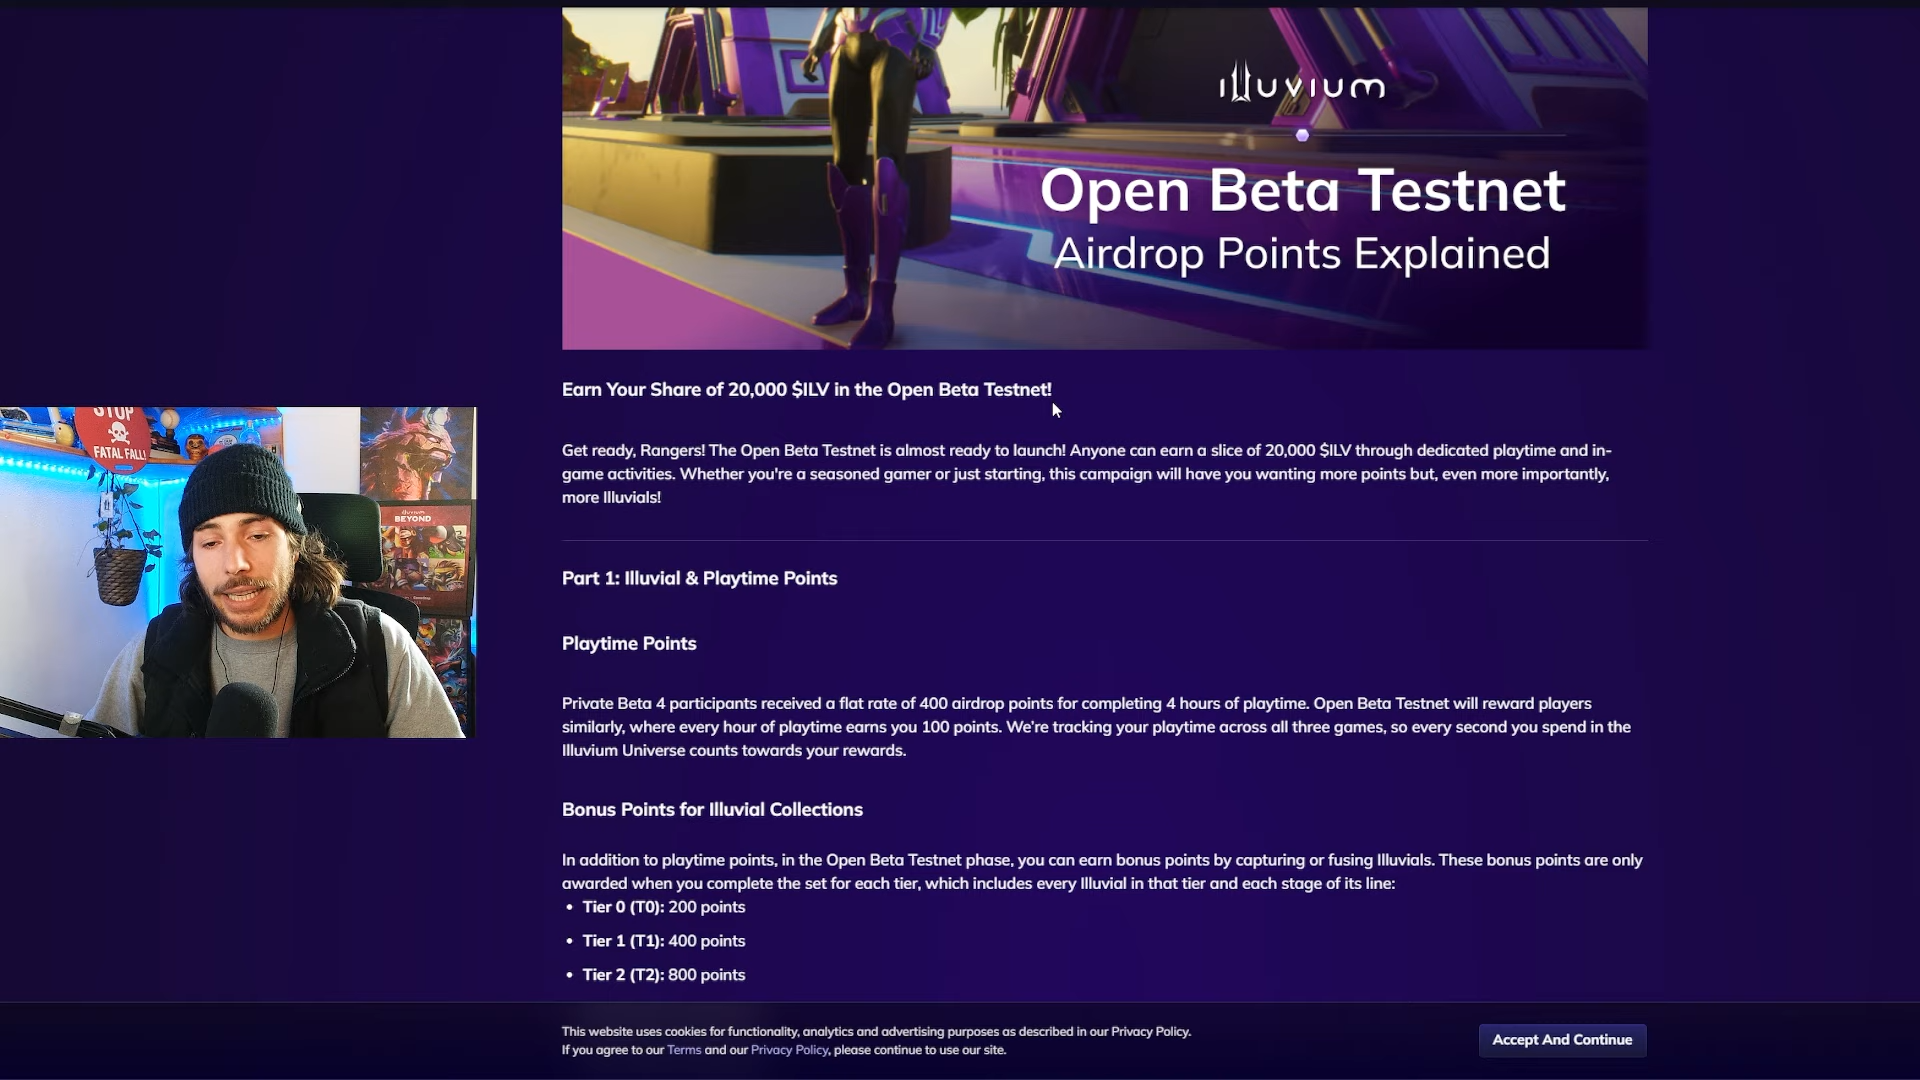 illuvium
Open Beta Testnet
Airdrop Points Explained
Earn Your Share of 20,000 $ILV in the Open Beta Testnet!
Get ready, Rangers! The Open Beta Testnet is almost ready to launch! Anyone can earn a slice of 20,000 $ILV through dedicated playtime and in-
game activities. Whether you're a seasoned gamer or just starting, this campaign will have you wanting more points but, even more importantly,
more Illuvials!
STOP
FATAL FALL!
illuvium
BEYOND
Part 1: Illuvial & Playtime Points
Playtime Points
Private Beta 4 participants received a flat rate of 400 airdrop points for completing 4 hours of playtime. Open Beta Testnet will reward players
similarly, where every hour of playtime earns you 100 points. We're tracking your playtime across all three games, so every second you spend in the
Illuvium Universe counts towards your rewards.
Bonus Points for Illuvial Collections
In addition to playtime points, in the Open Beta Testnet phase, you can earn bonus points by capturing or fusing Illuvials. These bonus points are only
awarded when you complete the set for each tier, which includes every Illuvial in that tier and each stage of its line:
• Tier 0 (T0): 200 points
• Tier 1 (T1): 400 points
• Tier 2 (T2): 800 points
This website uses cookies for functionality, analytics and advertising purposes as described in our Privacy Policy.
If you agree to our Terms and our Privacy Policy, please continue to use our site.
Accept And Continue